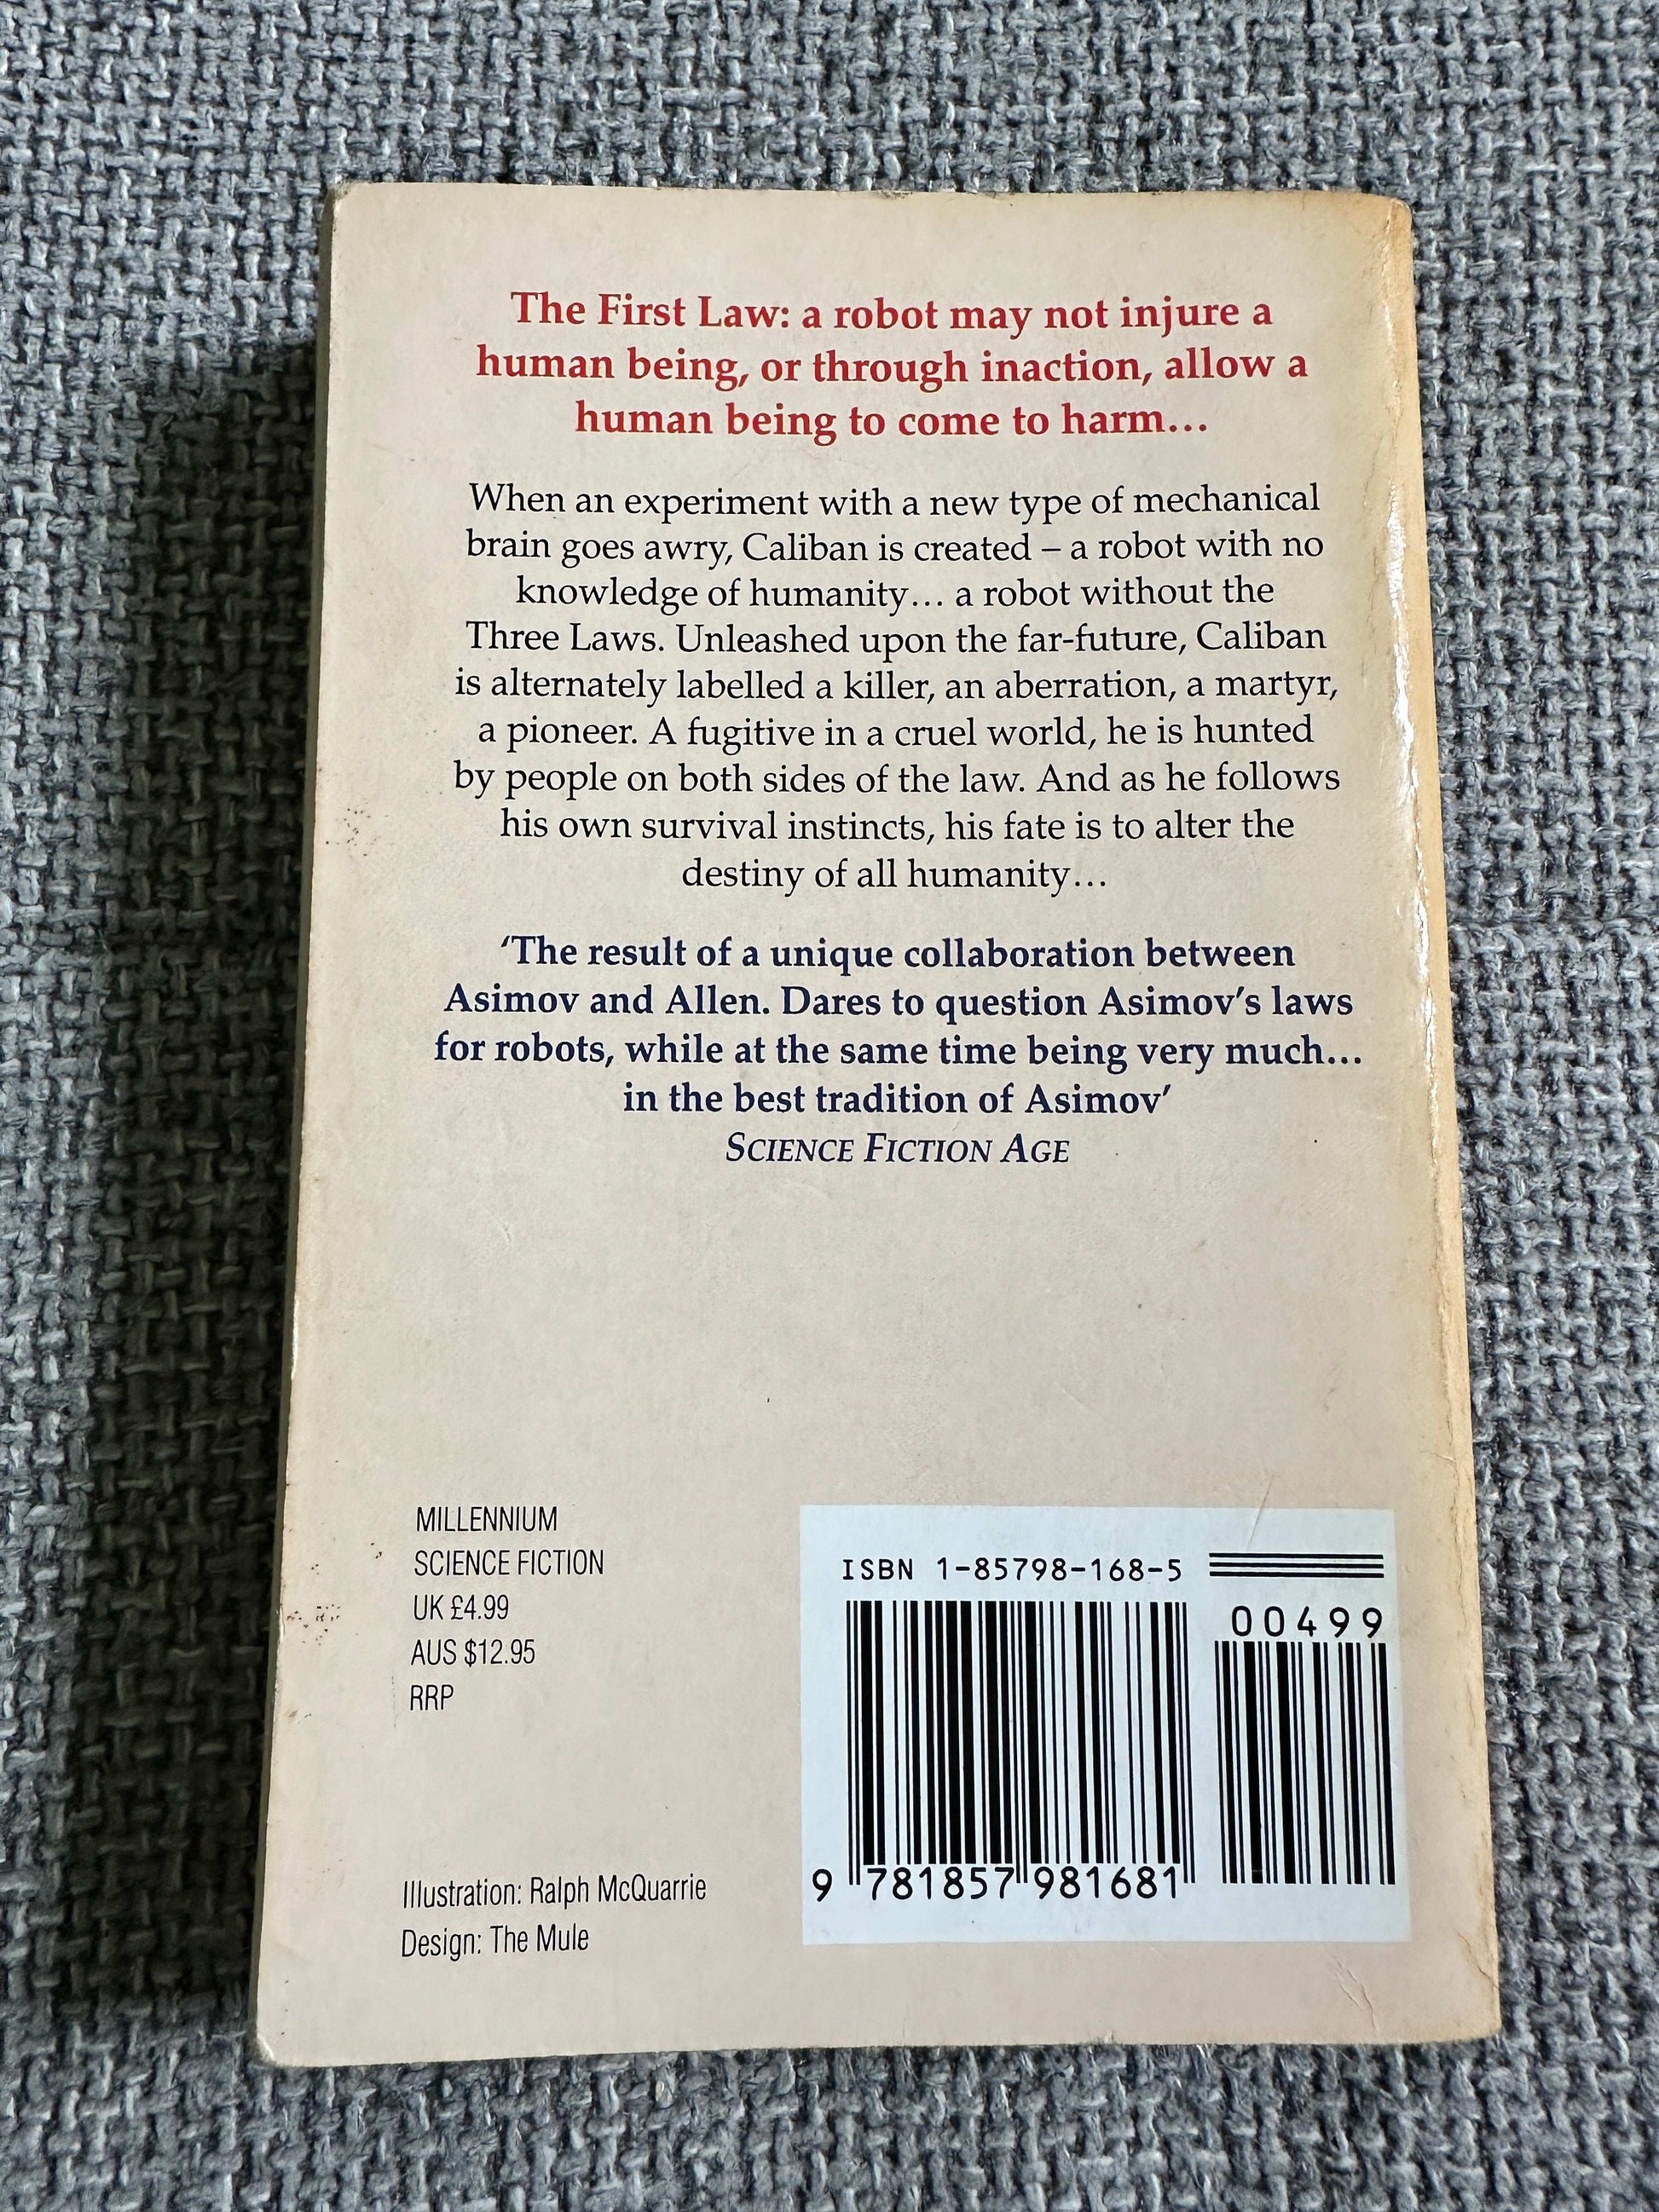 The First Law: a robot may not injure a
human being, or through inaction, allow a
human being to come to harm…
When an experiment with a new type of mechanical
brain goes awry, Caliban is created – a robot with no
knowledge of humanity… a robot without the
Three Laws. Unleashed upon the far-future, Caliban
is alternately labelled a killer, an aberration, a martyr,
a pioneer. A fugitive in a cruel world, he is hunted
by people on both sides of the law. And as he follows
his own survival instincts, his fate is to alter the
destiny of all humanity…
‘The result of a unique collaboration between
Asimov and Allen. Dares to question Asimov’s laws
for robots, while at the same time being very much…
in the best tradition of Asimov’
SCIENCE FICTION AGE
MILLENNIUM
SCIENCE FICTION
UK £4.99
AUS $12.95
RRP
Illustration: Ralph McQuarrie
Design: The Mule
ISBN 1-85798-168-5
00499
9 781857 981681